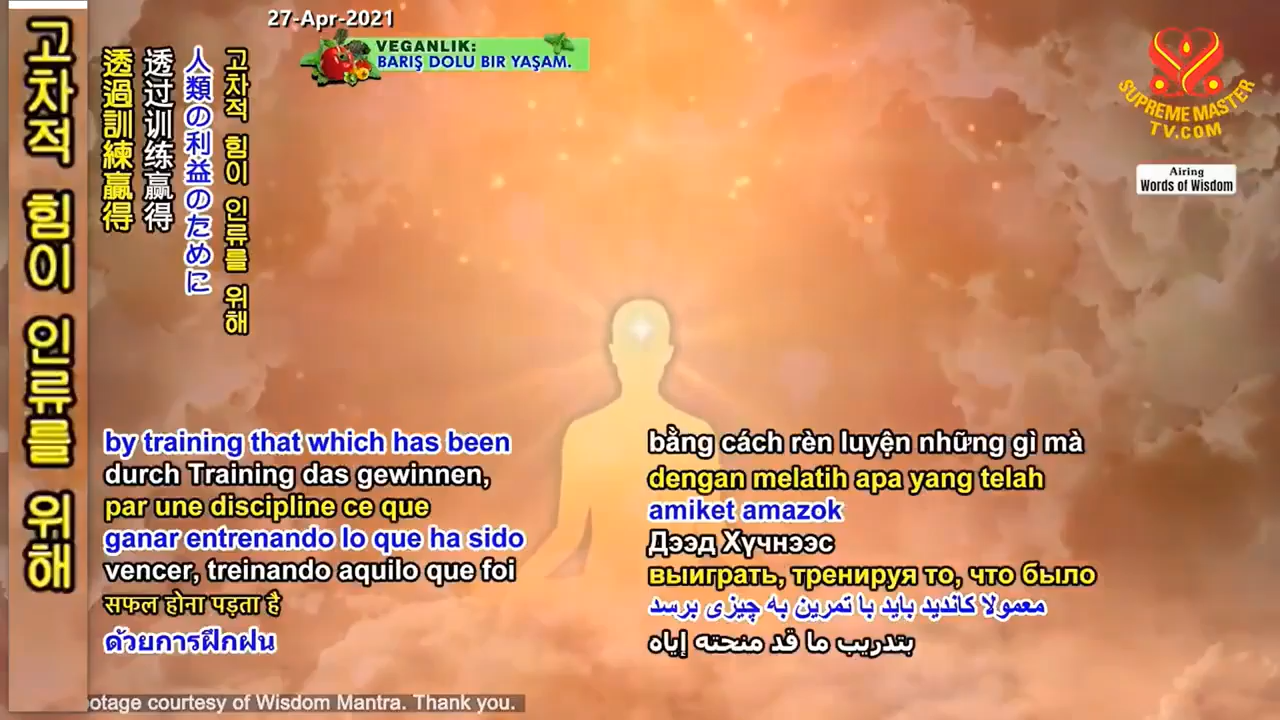 고차적 힘이 인류를 위해
27-Apr-2021
VEGANLIK:
BARIŞ DOLU BIR YAŞAM.
SUPREME MASTER
TV.COM
Airing
Words of Wisdom
透過訓練贏得
透过训练赢得
人類の利益のために
고차적 힘이 인류를 위해
by training that which has been
durch Training das gewinnen,
par une discipline ce que
ganar entrenando lo que ha sido
vencer, treinando aquilo que foi
सफल होना पड़ता है
ด้วยการฝึกฝน
bằng cách rèn luyện những gì mà
dengan melatih apa yang telah
amiket amazok
Дээд Хүчнээс
выиграть, тренируя то, что было
معمولا کاندید باید با تمرین به چیزی برسد
بتدريب ما قد منحته إياه
otage courtesy of Wisdom Mantra. Thank you.